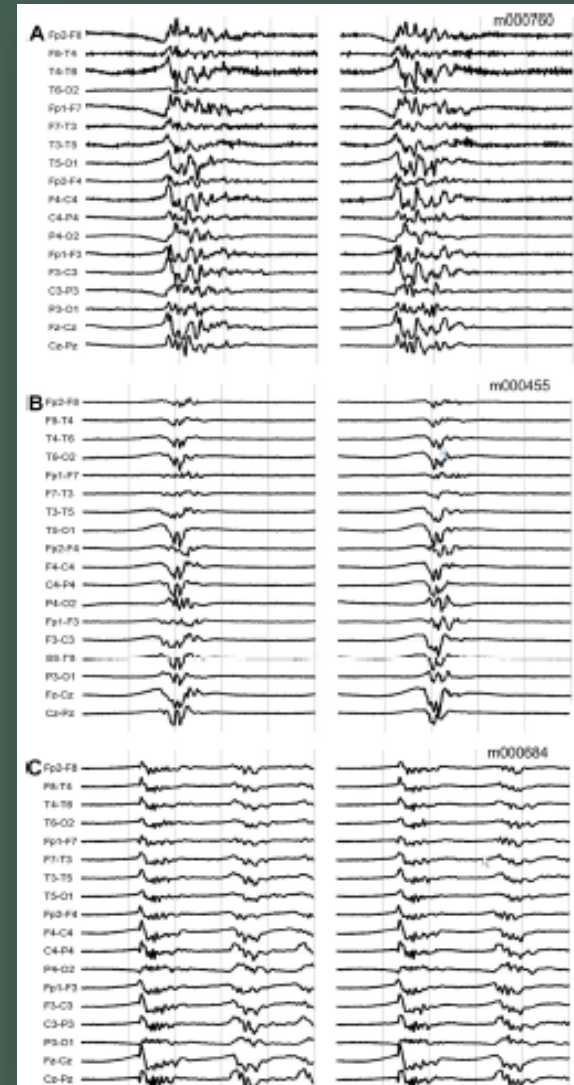 m000760
A Fp2-F8
F8-T4
T4-T6
T6-O2
Fp1-F7
F7-T3
T3-T5
T5-O1
Fp2-F4
F4-C4
C4-P4
P4-O2
Fp1-F3
F3-C3
C3-P3
P3-O1
Fz-Cz
Cz-Pz
m000455
B Fp2-F8
F8-T4
T4-T6
T6-O2
Fp1-F7
F7-T3
T3-T5
T5-O1
Fp2-F4
F4-C4
C4-P4
P4-O2
Fp1-F3
F3-C3
P3-O1
Fz-Cz
Cz-Pz
m000684
C Fp2-F8
F8-T4
T4-T6
T6-O2
Fp1-F7
F7-T3
T3-T5
T5-O1
Fp2-F4
F4-C4
C4-P4
P4-O2
Fp1-F3
F3-C3
C3-P3
P3-O1
Fz-Cz
Cz-Pz